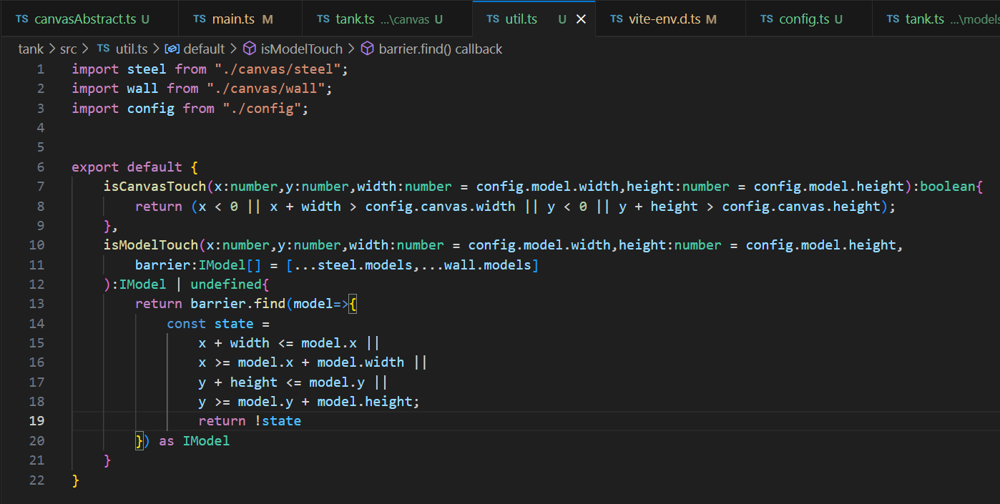 TS canvasAbstract.ts U TS main.ts M TS tank.ts ...\canvas U TS util.ts U TS vite-env.d.ts M TS config.ts U TS tank.ts ...\models
tank > src > TS util.ts > default > isModelTouch > barrier.find() callback
1 import steel from "./canvas/steel";
2 import wall from "./canvas/wall";
3 import config from "./config";
4
5
6 export default {
7     isCanvasTouch(x:number,y:number,width:number = config.model.width,height:number = config.model.height):boolean{
8         return (x < 0 || x + width > config.canvas.width || y < 0 || y + height > config.canvas.height);
9     },
10     isModelTouch(x:number,y:number,width:number = config.model.width,height:number = config.model.height,
11         barrier:IModel[] = [...steel.models,...wall.models]
12     ):IModel | undefined{
13         return barrier.find(model=>{
14             const state =
15                 x + width <= model.x ||
16                 x >= model.x + model.width ||
17                 y + height <= model.y ||
18                 y >= model.y + model.height;
19                 return !state
20         }) as IModel
21     }
22 }